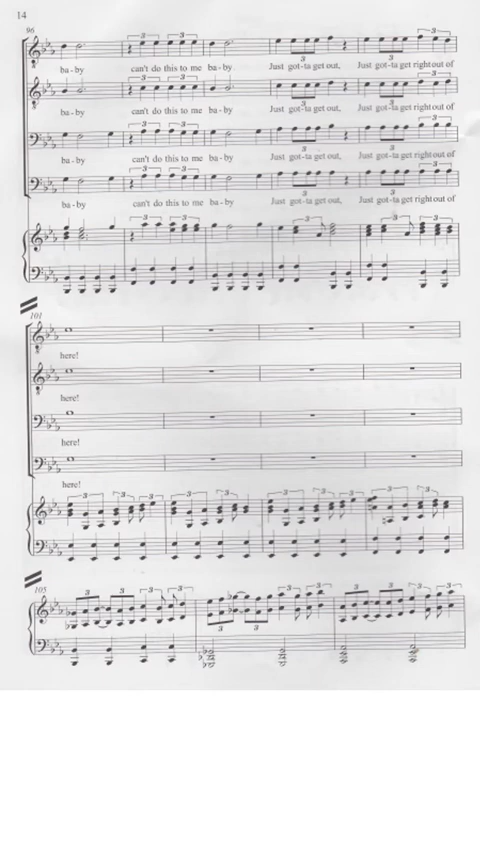 14
96
ba - by can't do this to me ba - by Just got-ta get out, Just got-ta get right out of
ba - by can't do this to me ba - by. Just got-ta get out, Just got-ta get right out of
ba - by can't do this to me ba - by Just got-ta get out, Just got-ta get right out of
ba - by can't do this to me ba - by. Just got-ta get out, Just got-ta get right out of
101
here!
here!
here!
here!
105